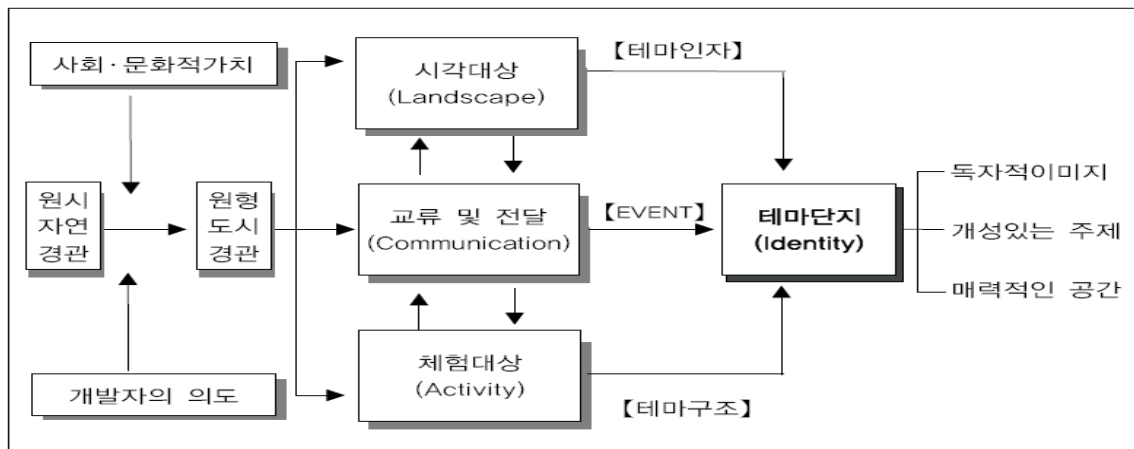 사회·문화적가치
원시
자연
경관
개발자의 의도
원형
도시
경관
시각대상
(Landscape)
교류 및 전달
(Communication)
체험대상
(Activity)
【테마인자】
【EVENT】
【테마구조】
테마단지
(Identity)
독자적이미지
개성있는 주제
매력적인 공간